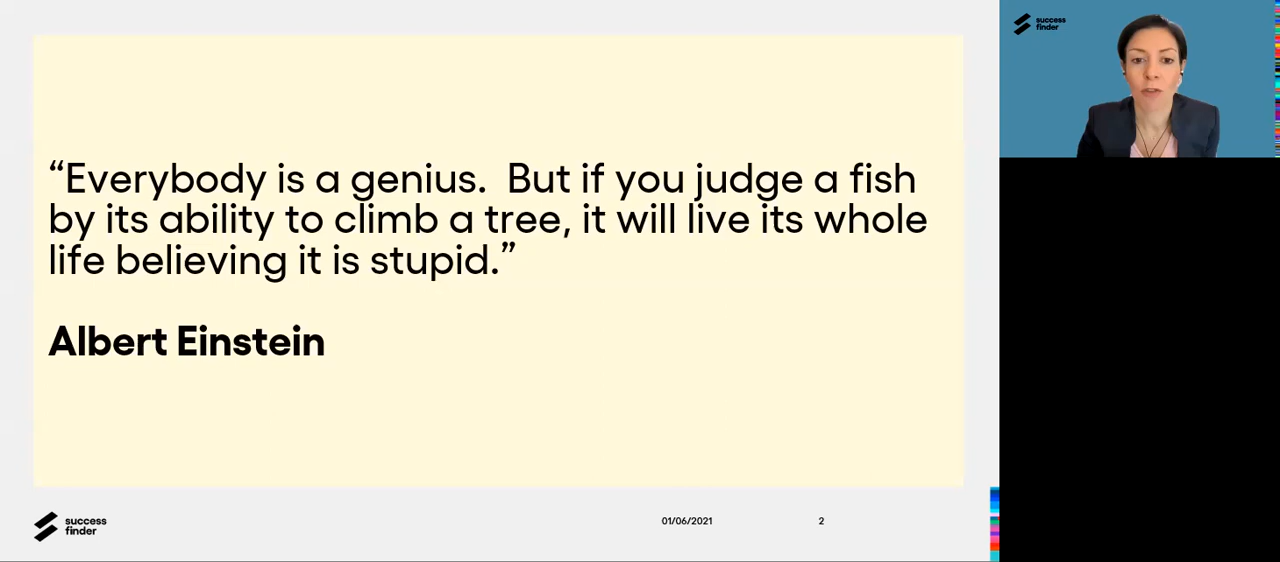 “Everybody is a genius.  But if you judge a fish
by its ability to climb a tree, it will live its whole
life believing it is stupid.”
Albert Einstein
success
finder
01/06/2021
2
success
finder